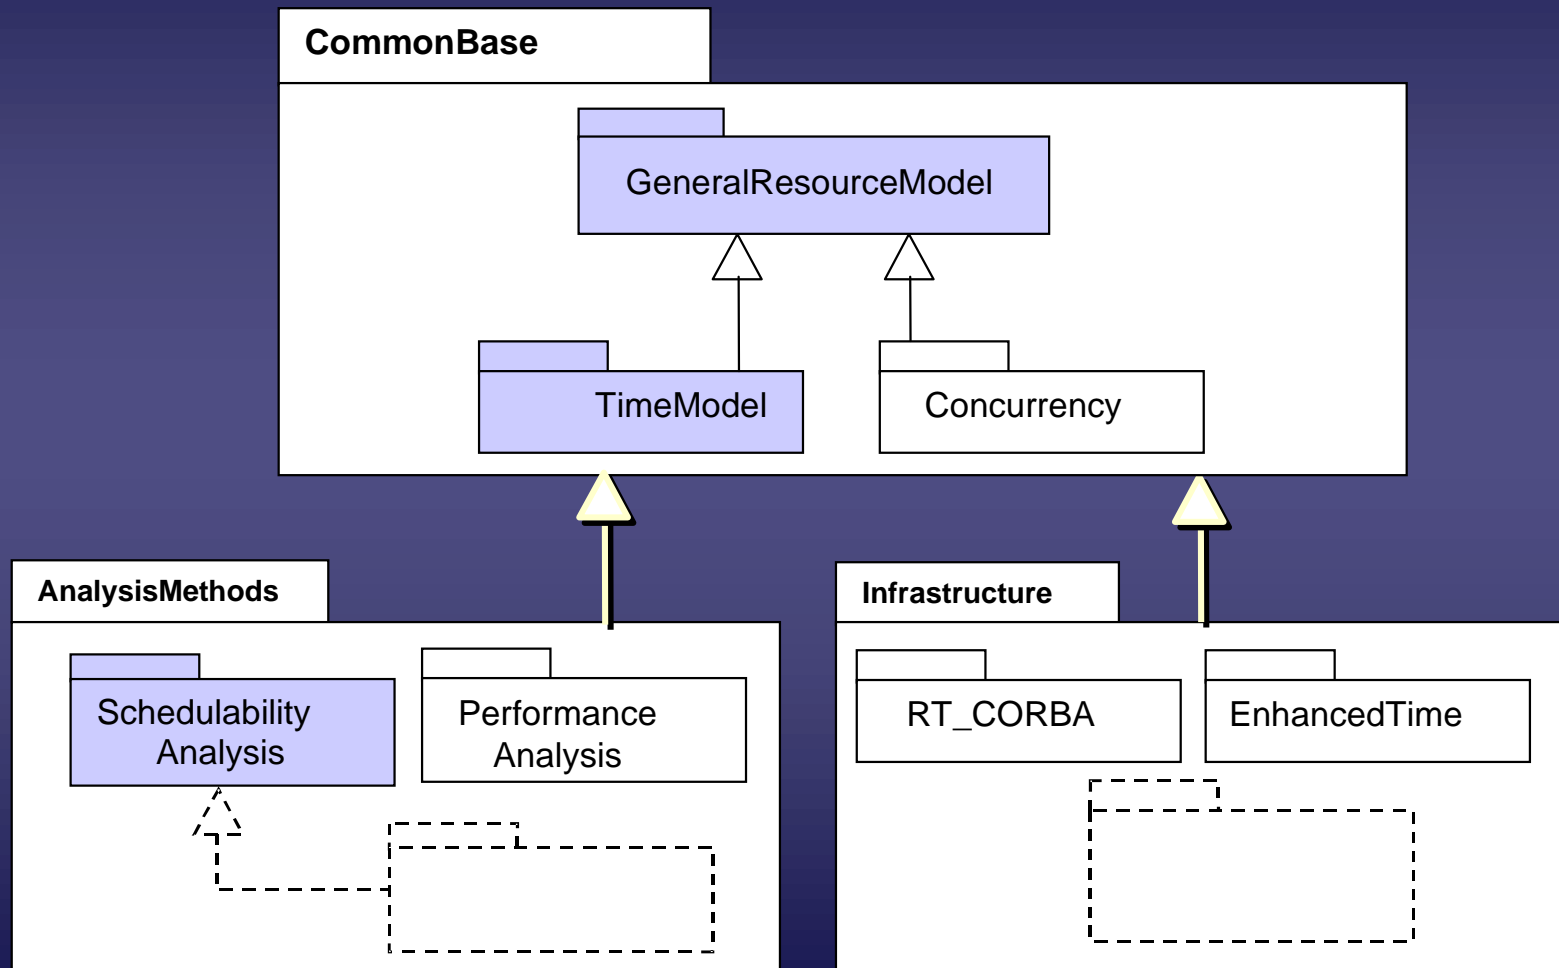 CommonBase
GeneralResourceModel
TimeModel
Concurrency
AnalysisMethods
Schedulability
Analysis
Performance
Analysis
Infrastructure
RT_CORBA
EnhancedTime